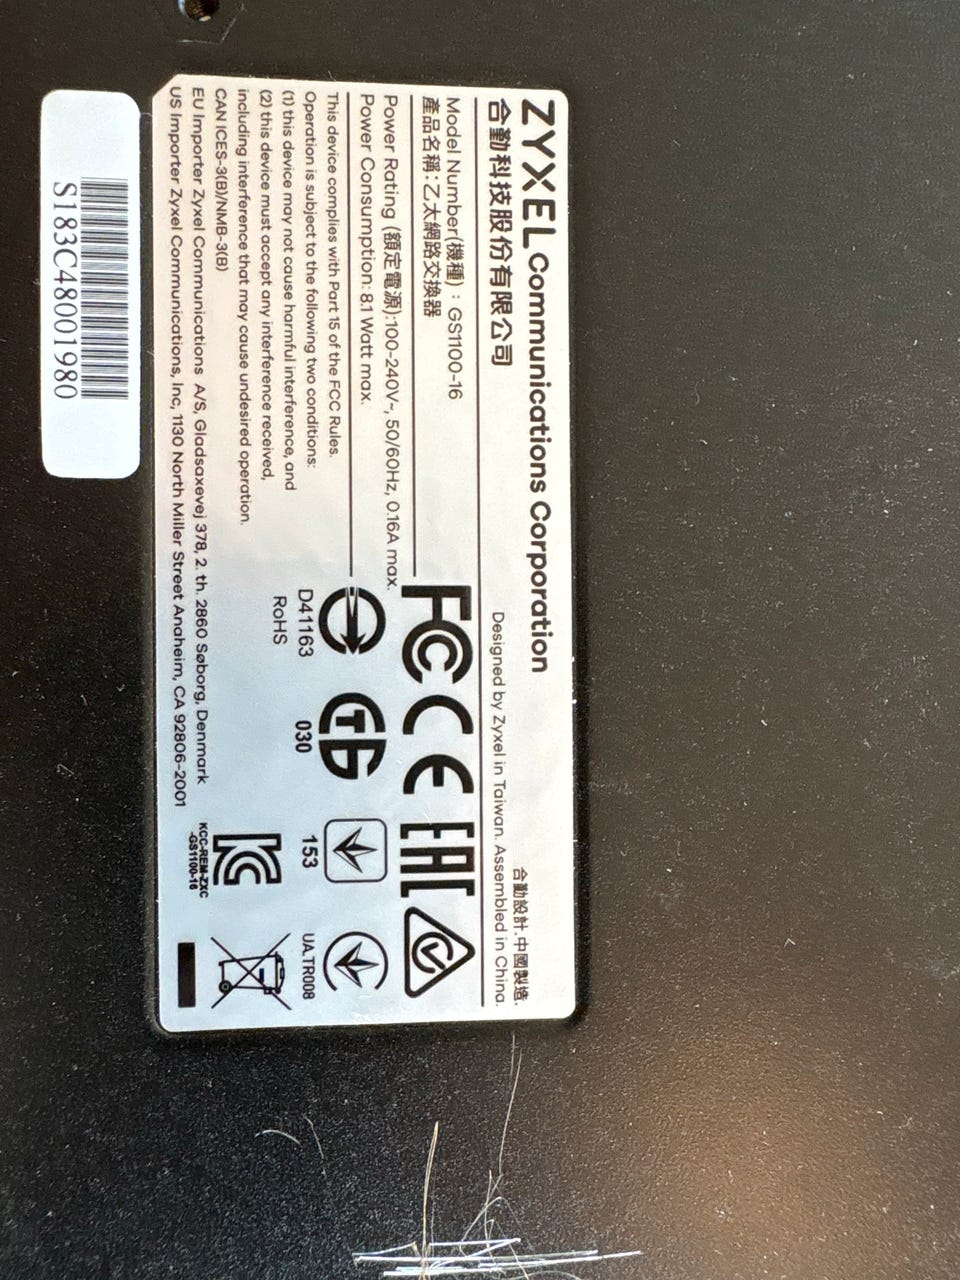 ZYXEL Communications Corporation
合勤科技股份有限公司
合勤設計.中國製造.
Designed by Zyxel in Taiwan. Assembled in China.
Model Number(機種) : GS1100-16
產品名稱:乙太網路交換器
Power Rating (額定電源):100-240V~, 50/60Hz, 0.16A max.
Power Consumption: 8.1 Watt max.
This device complies with Part 15 of the FCC Rules.
Operation is subject to the following two conditions:
(1) this device may not cause harmful interference, and
(2) this device must accept any interference received,
including interference that may cause undesired operation.
CAN ICES-3(B)/NMB-3(B)
EU Importer Zyxel Communications A/S, Gladsaxevej 378, 2. th. 2860 Søborg, Denmark
US Importer Zyxel Communications, Inc, 1130 North Miller Street Anaheim, CA 92806-2001
FC CE EAC
D41163
RoHS
030
153
UA.TR008
KCC-REM-ZXC
-GS1100-16
S183C48001980